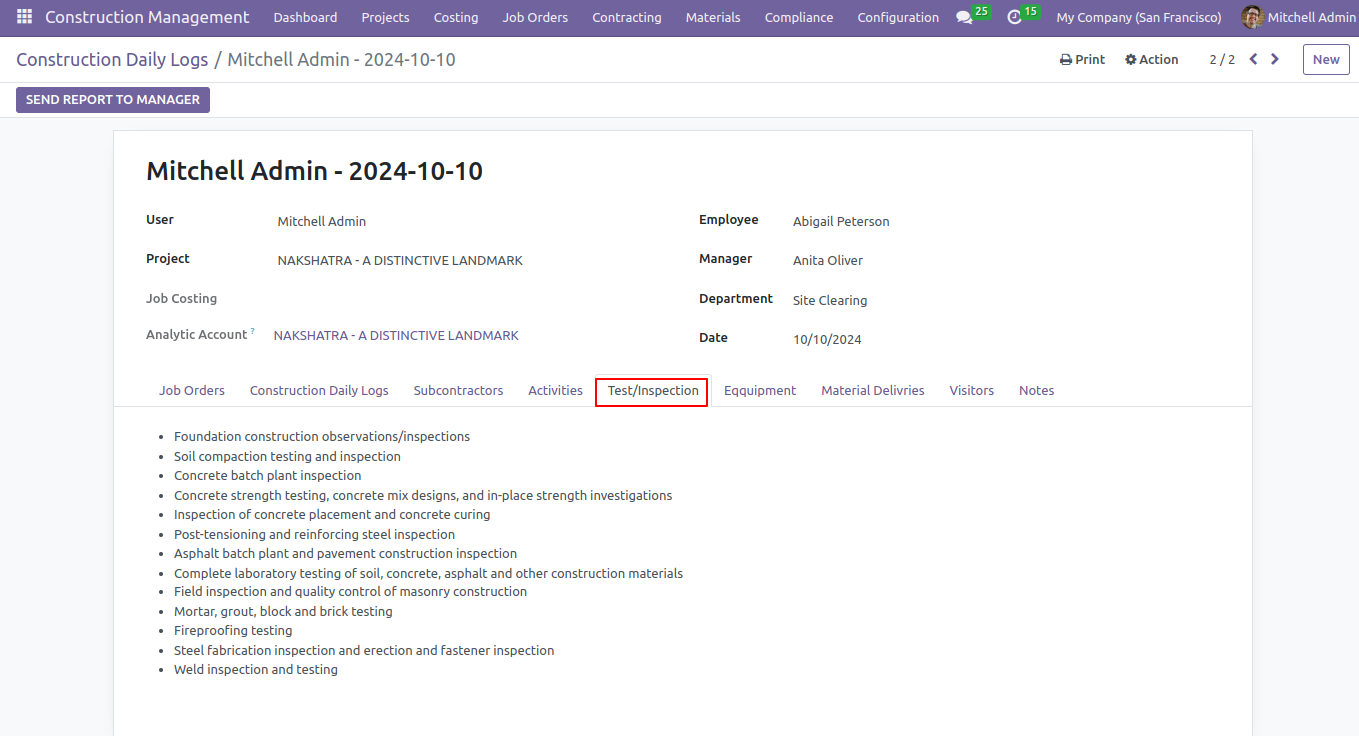 Construction Management Dashboard Projects Costing Job Orders Contracting Materials Compliance Configuration 25 15 My Company (San Francisco) Mitchell Admin
Construction Daily Logs / Mitchell Admin - 2024-10-10 Print Action 2 / 2 New
SEND REPORT TO MANAGER
Mitchell Admin - 2024-10-10
User Mitchell Admin Employee Abigail Peterson
Project NAKSHATRA - A DISTINCTIVE LANDMARK Manager Anita Oliver
Job Costing Department Site Clearing
Analytic Account ? NAKSHATRA - A DISTINCTIVE LANDMARK Date 10/10/2024
Job Orders Construction Daily Logs Subcontractors Activities Test/Inspection Eqquipment Material Delivries Visitors Notes
• Foundation construction observations/inspections
• Soil compaction testing and inspection
• Concrete batch plant inspection
• Concrete strength testing, concrete mix designs, and in-place strength investigations
• Inspection of concrete placement and concrete curing
• Post-tensioning and reinforcing steel inspection
• Asphalt batch plant and pavement construction inspection
• Complete laboratory testing of soil, concrete, asphalt and other construction materials
• Field inspection and quality control of masonry construction
• Mortar, grout, block and brick testing
• Fireproofing testing
• Steel fabrication inspection and erection and fastener inspection
• Weld inspection and testing